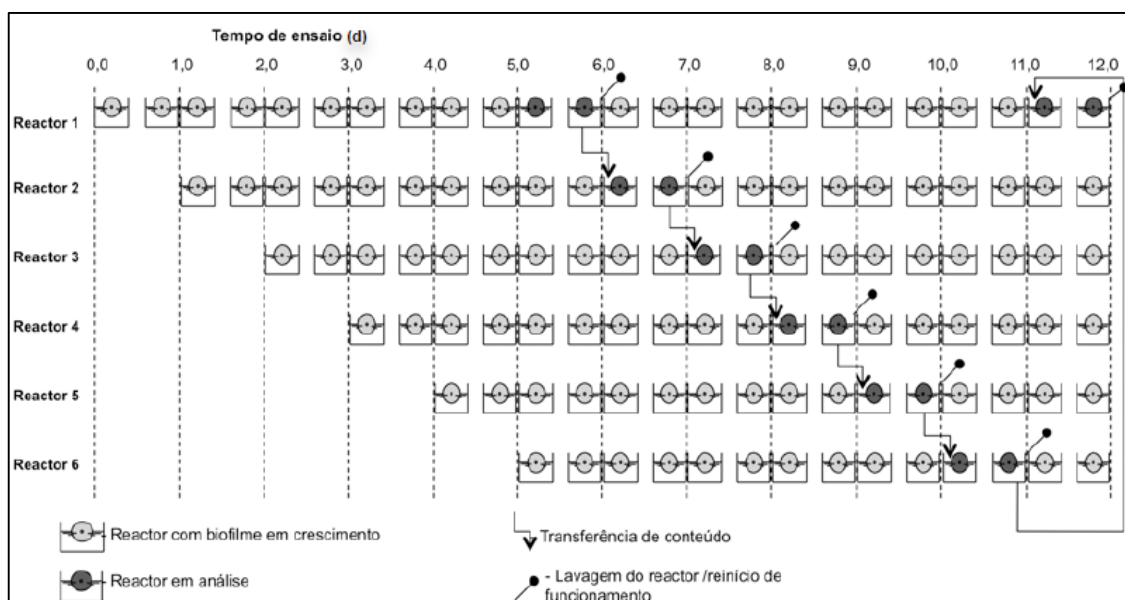 Tempo de ensaio (d)
0,0 1,0 2,0 3,0 4,0 5,0 6,0 7,0 8,0 9,0 10,0 11,0 12,0
Reactor 1
Reactor 2
Reactor 3
Reactor 4
Reactor 5
Reactor 6
- Reactor com biofilme em crescimento
Transferência de conteúdo
- Reactor em análise
- Lavagem do reactor /reinício de
funcionamento